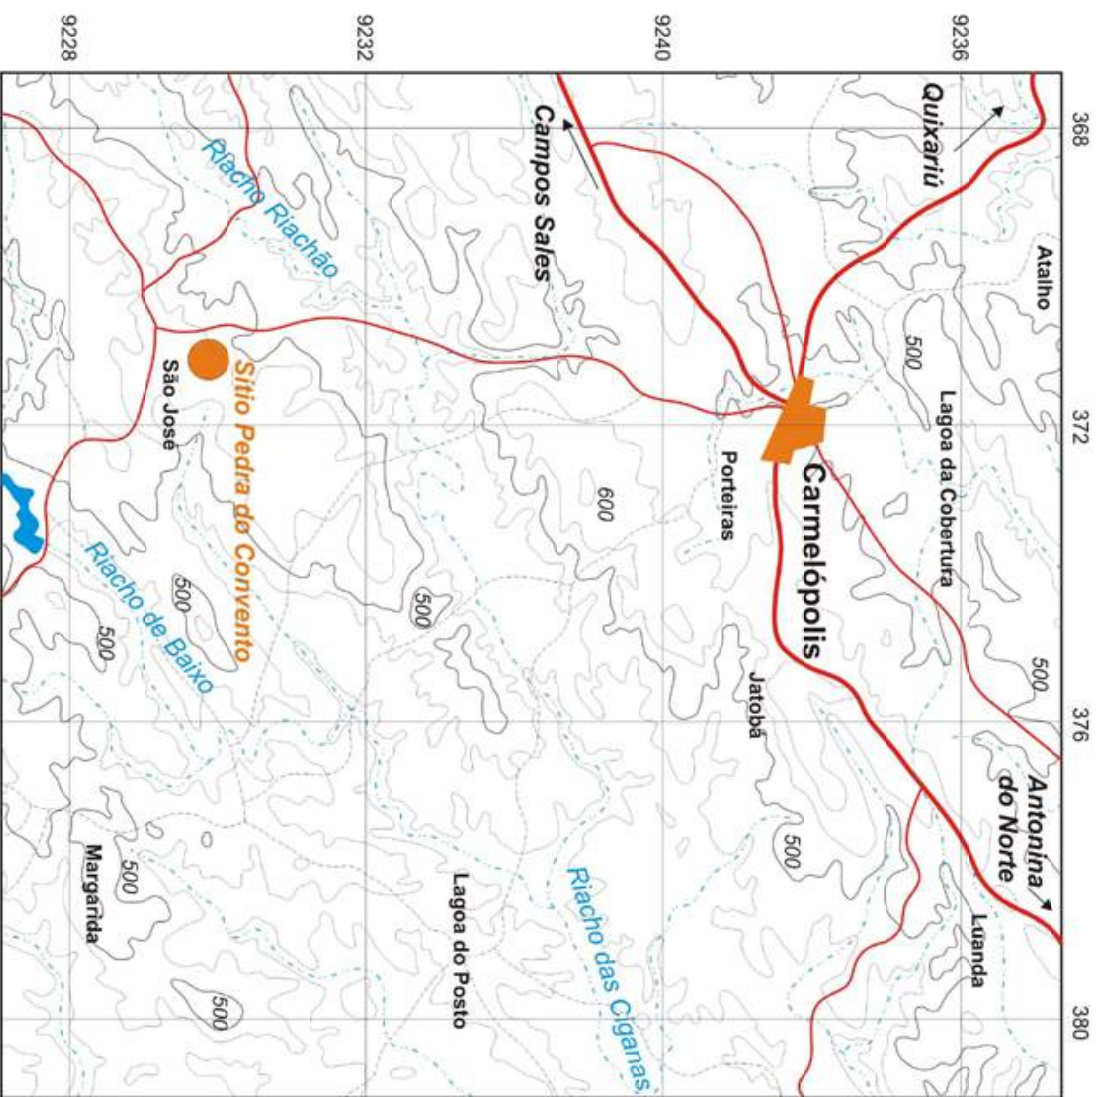 368
372
376
380
9236
9240
9232
9228
Quixariú
Atalho
Antonina
do Norte
500
Lagoa da Cobertura
500
Luanda
Carmelópolis
Campos Sales
Porteiras
Jatobá
500
600
Riacho das Ciganas
500
Lagoa do Posto
Riacho Riachão
Sítio Pedra do Convento
São José
500
Riacho de Baixo
500
500
500
Margarida